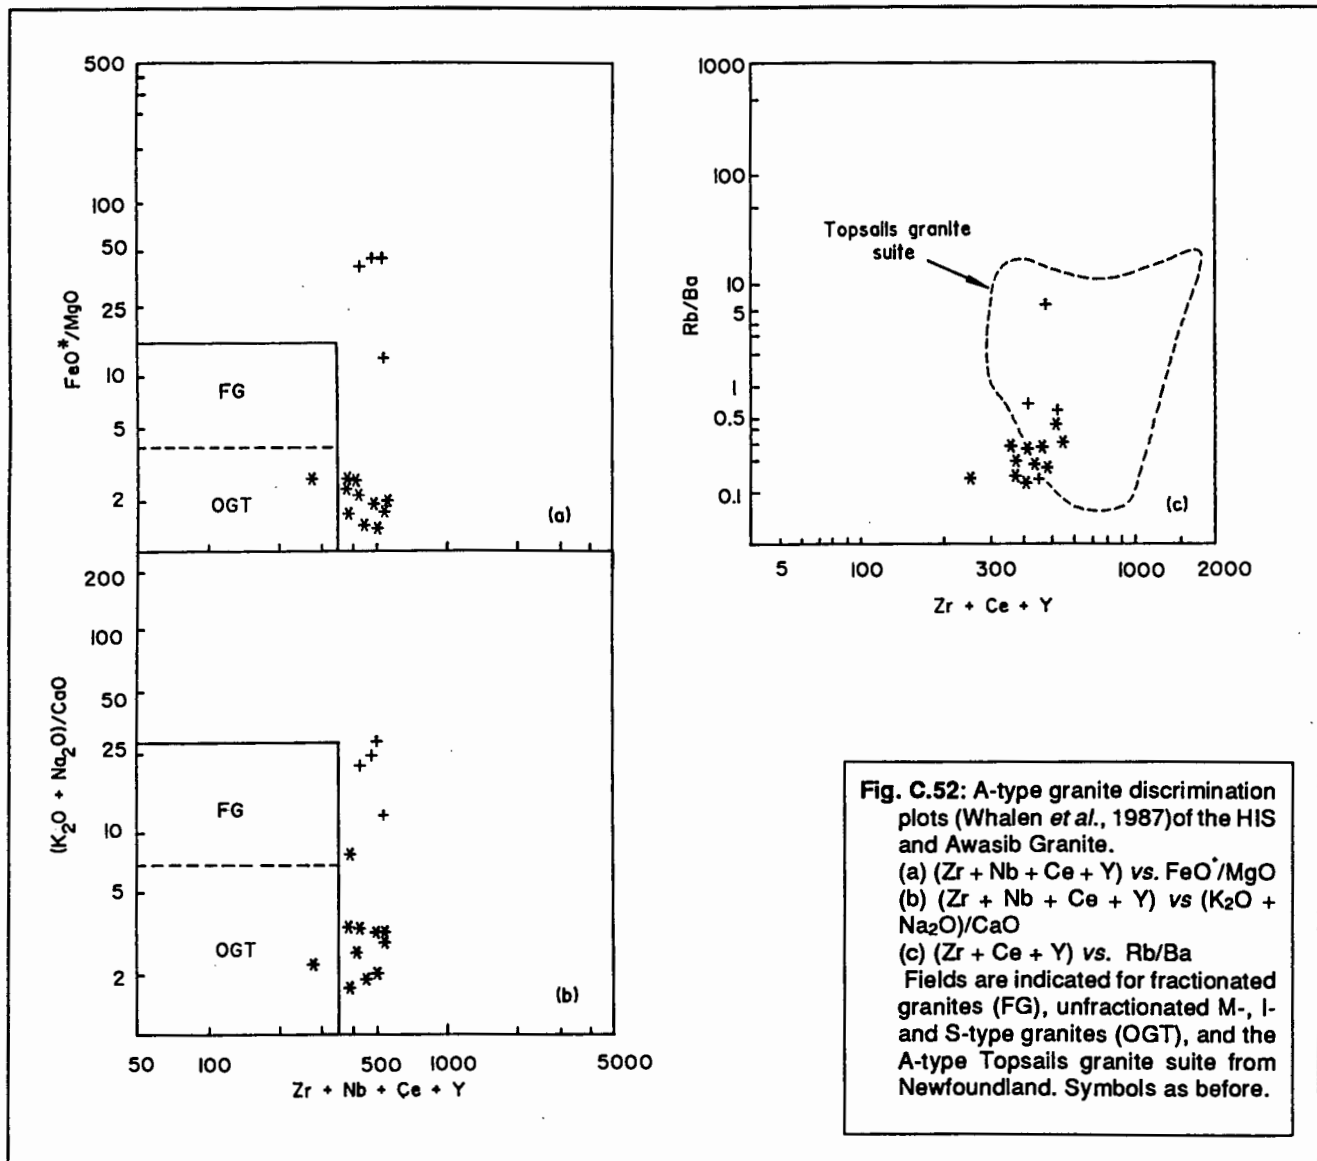 500
100
50
25
10
5
2
FeO*/MgO
FG
OGT
(a)
200
100
50
25
10
5
2
(K2O + Na2O)/CaO
FG
OGT
(b)
50 100 500 1000 5000
Zr + Nb + Ce + Y
1000
100
10
5
1
0.5
0.1
Rb/Ba
Topsails granite
suite
(c)
5 100 300 1000 2000
Zr + Ce + Y
Fig. C.52: A-type granite discrimination
plots (Whalen et al., 1987)of the HIS
and Awasib Granite.
(a) (Zr + Nb + Ce + Y) vs. FeO*/MgO
(b) (Zr + Nb + Ce + Y) vs (K2O +
Na2O)/CaO
(c) (Zr + Ce + Y) vs. Rb/Ba
Fields are indicated for fractionated
granites (FG), unfractionated M-, I-
and S-type granites (OGT), and the
A-type Topsails granite suite from
Newfoundland. Symbols as before.